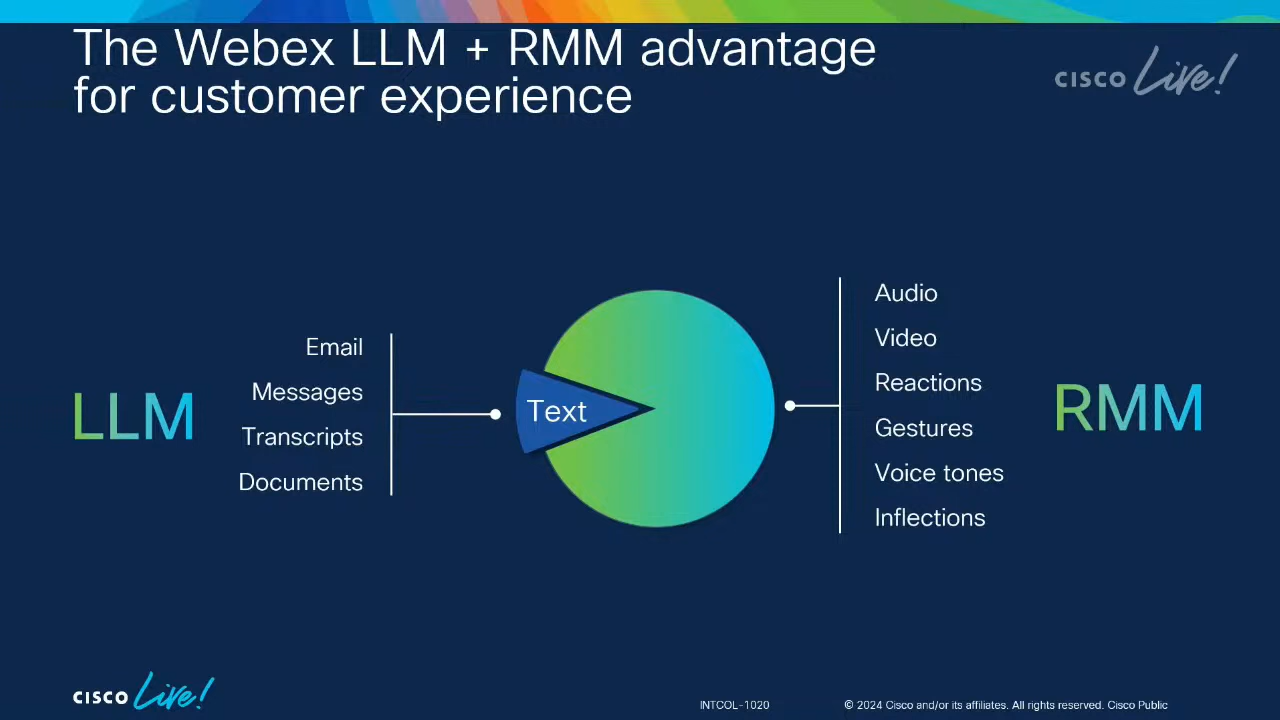 The Webex LLM + RMM advantage
for customer experience
CISCO Live!
LLM
Email
Messages
Transcripts
Documents
Text
Audio
Video
Reactions
Gestures
Voice tones
Inflections
RMM
CISCO Live!
INTCOL-1020
© 2024 Cisco and/or its affiliates. All rights reserved. Cisco Public